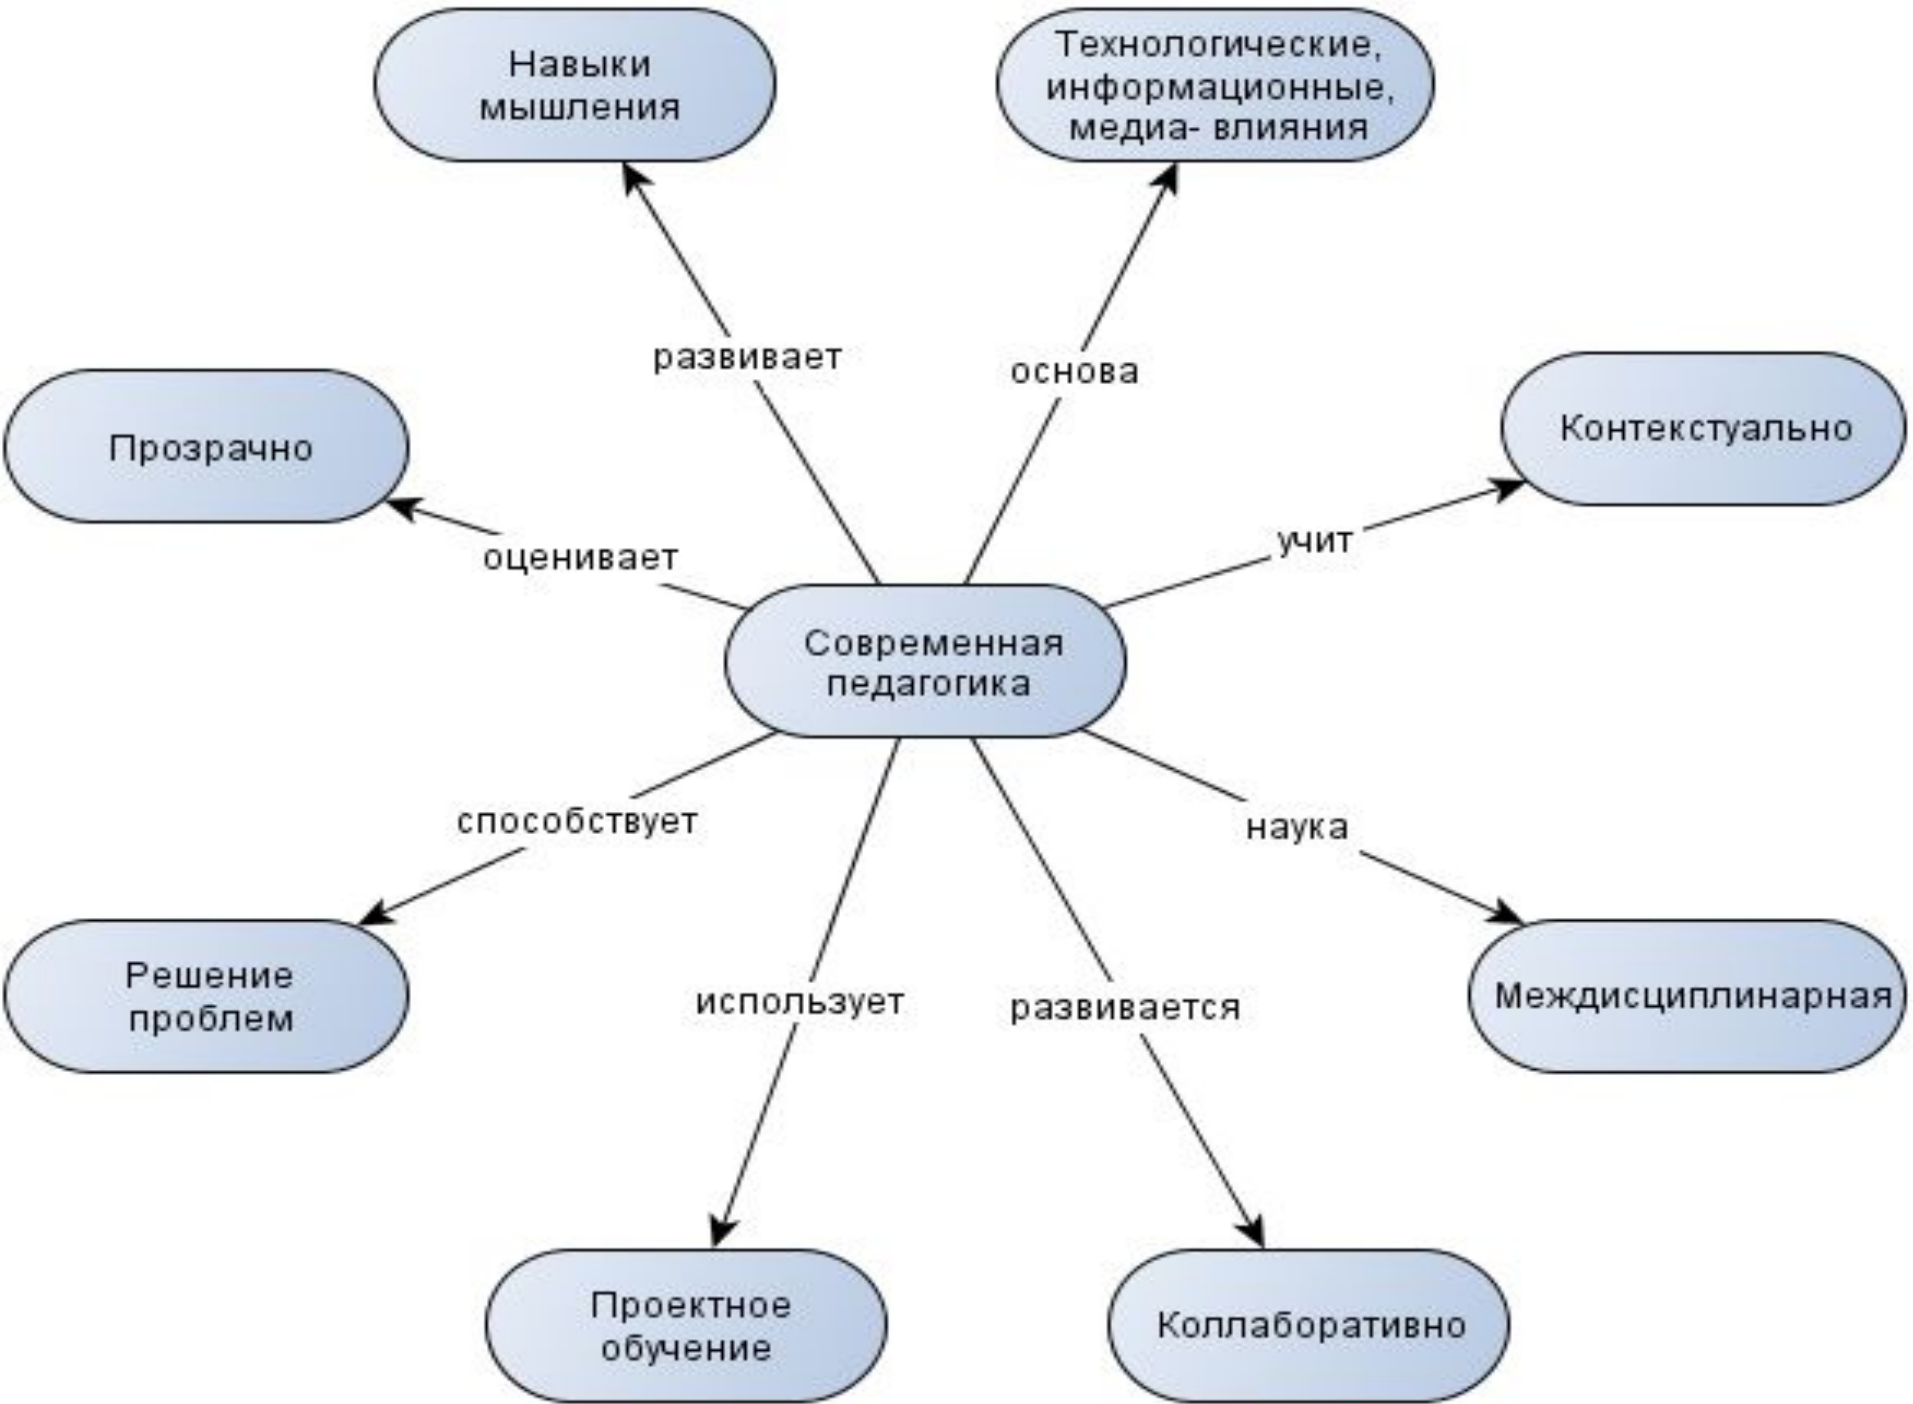 Навыки
мышления
Технологические,
информационные,
медиа- влияния
развивает
основа
Прозрачно
Контекстуально
оценивает
учит
Современная
педагогика
способствует
наука
Решение
проблем
использует
развивается
Междисциплинарная
Проектное
обучение
Коллаборативно